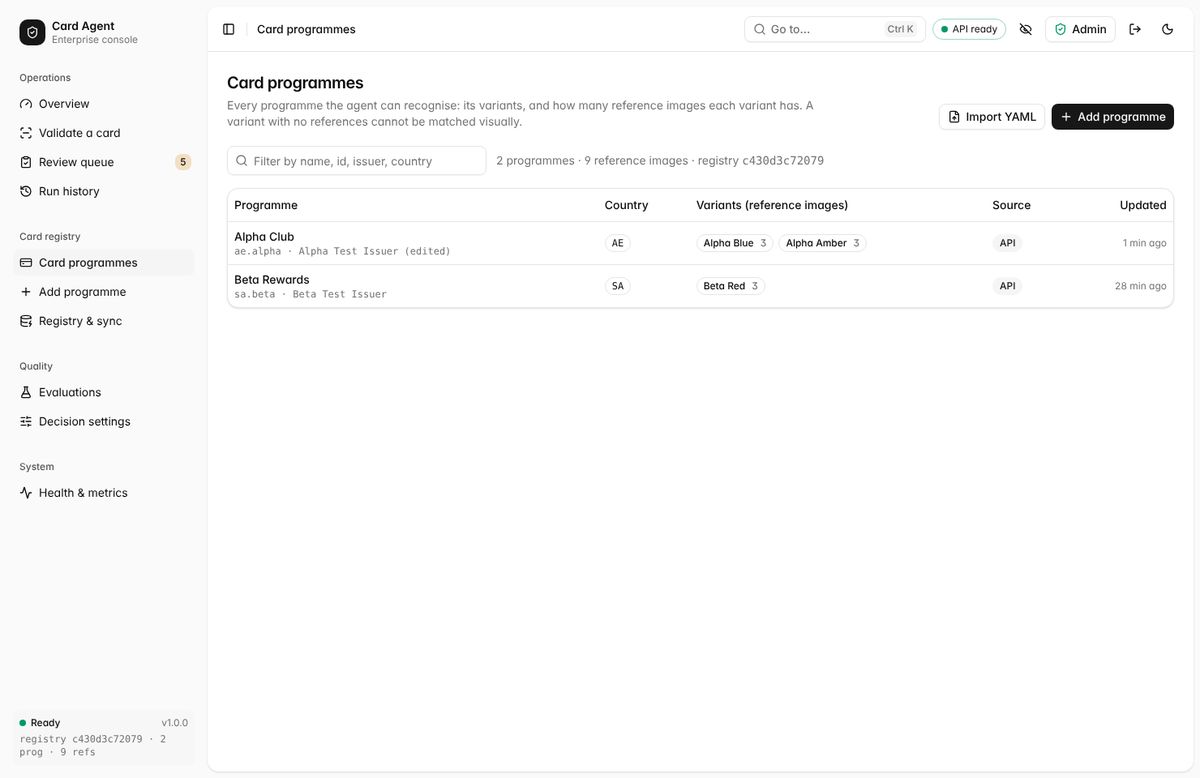 Card Agent
Enterprise console
Operations
Overview
Validate a card
Review queue 5
Run history
Card registry
Card programmes
Add programme
Registry & sync
Quality
Evaluations
Decision settings
System
Health & metrics
Ready v1.0.0
registry c430d3c72079 · 2
prog · 9 refs
Card programmes
Go to... Ctrl K
API ready
Admin
Card programmes
Every programme the agent can recognise: its variants, and how many reference images each variant has. A
variant with no references cannot be matched visually.
Import YAML
Add programme
Filter by name, id, issuer, country
2 programmes · 9 reference images · registry c430d3c72079
Programme Country Variants (reference images) Source Updated
Alpha Club AE Alpha Blue 3 Alpha Amber 3 API 1 min ago
ae.alpha · Alpha Test Issuer (edited)
Beta Rewards SA Beta Red 3 API 28 min ago
sa.beta · Beta Test Issuer